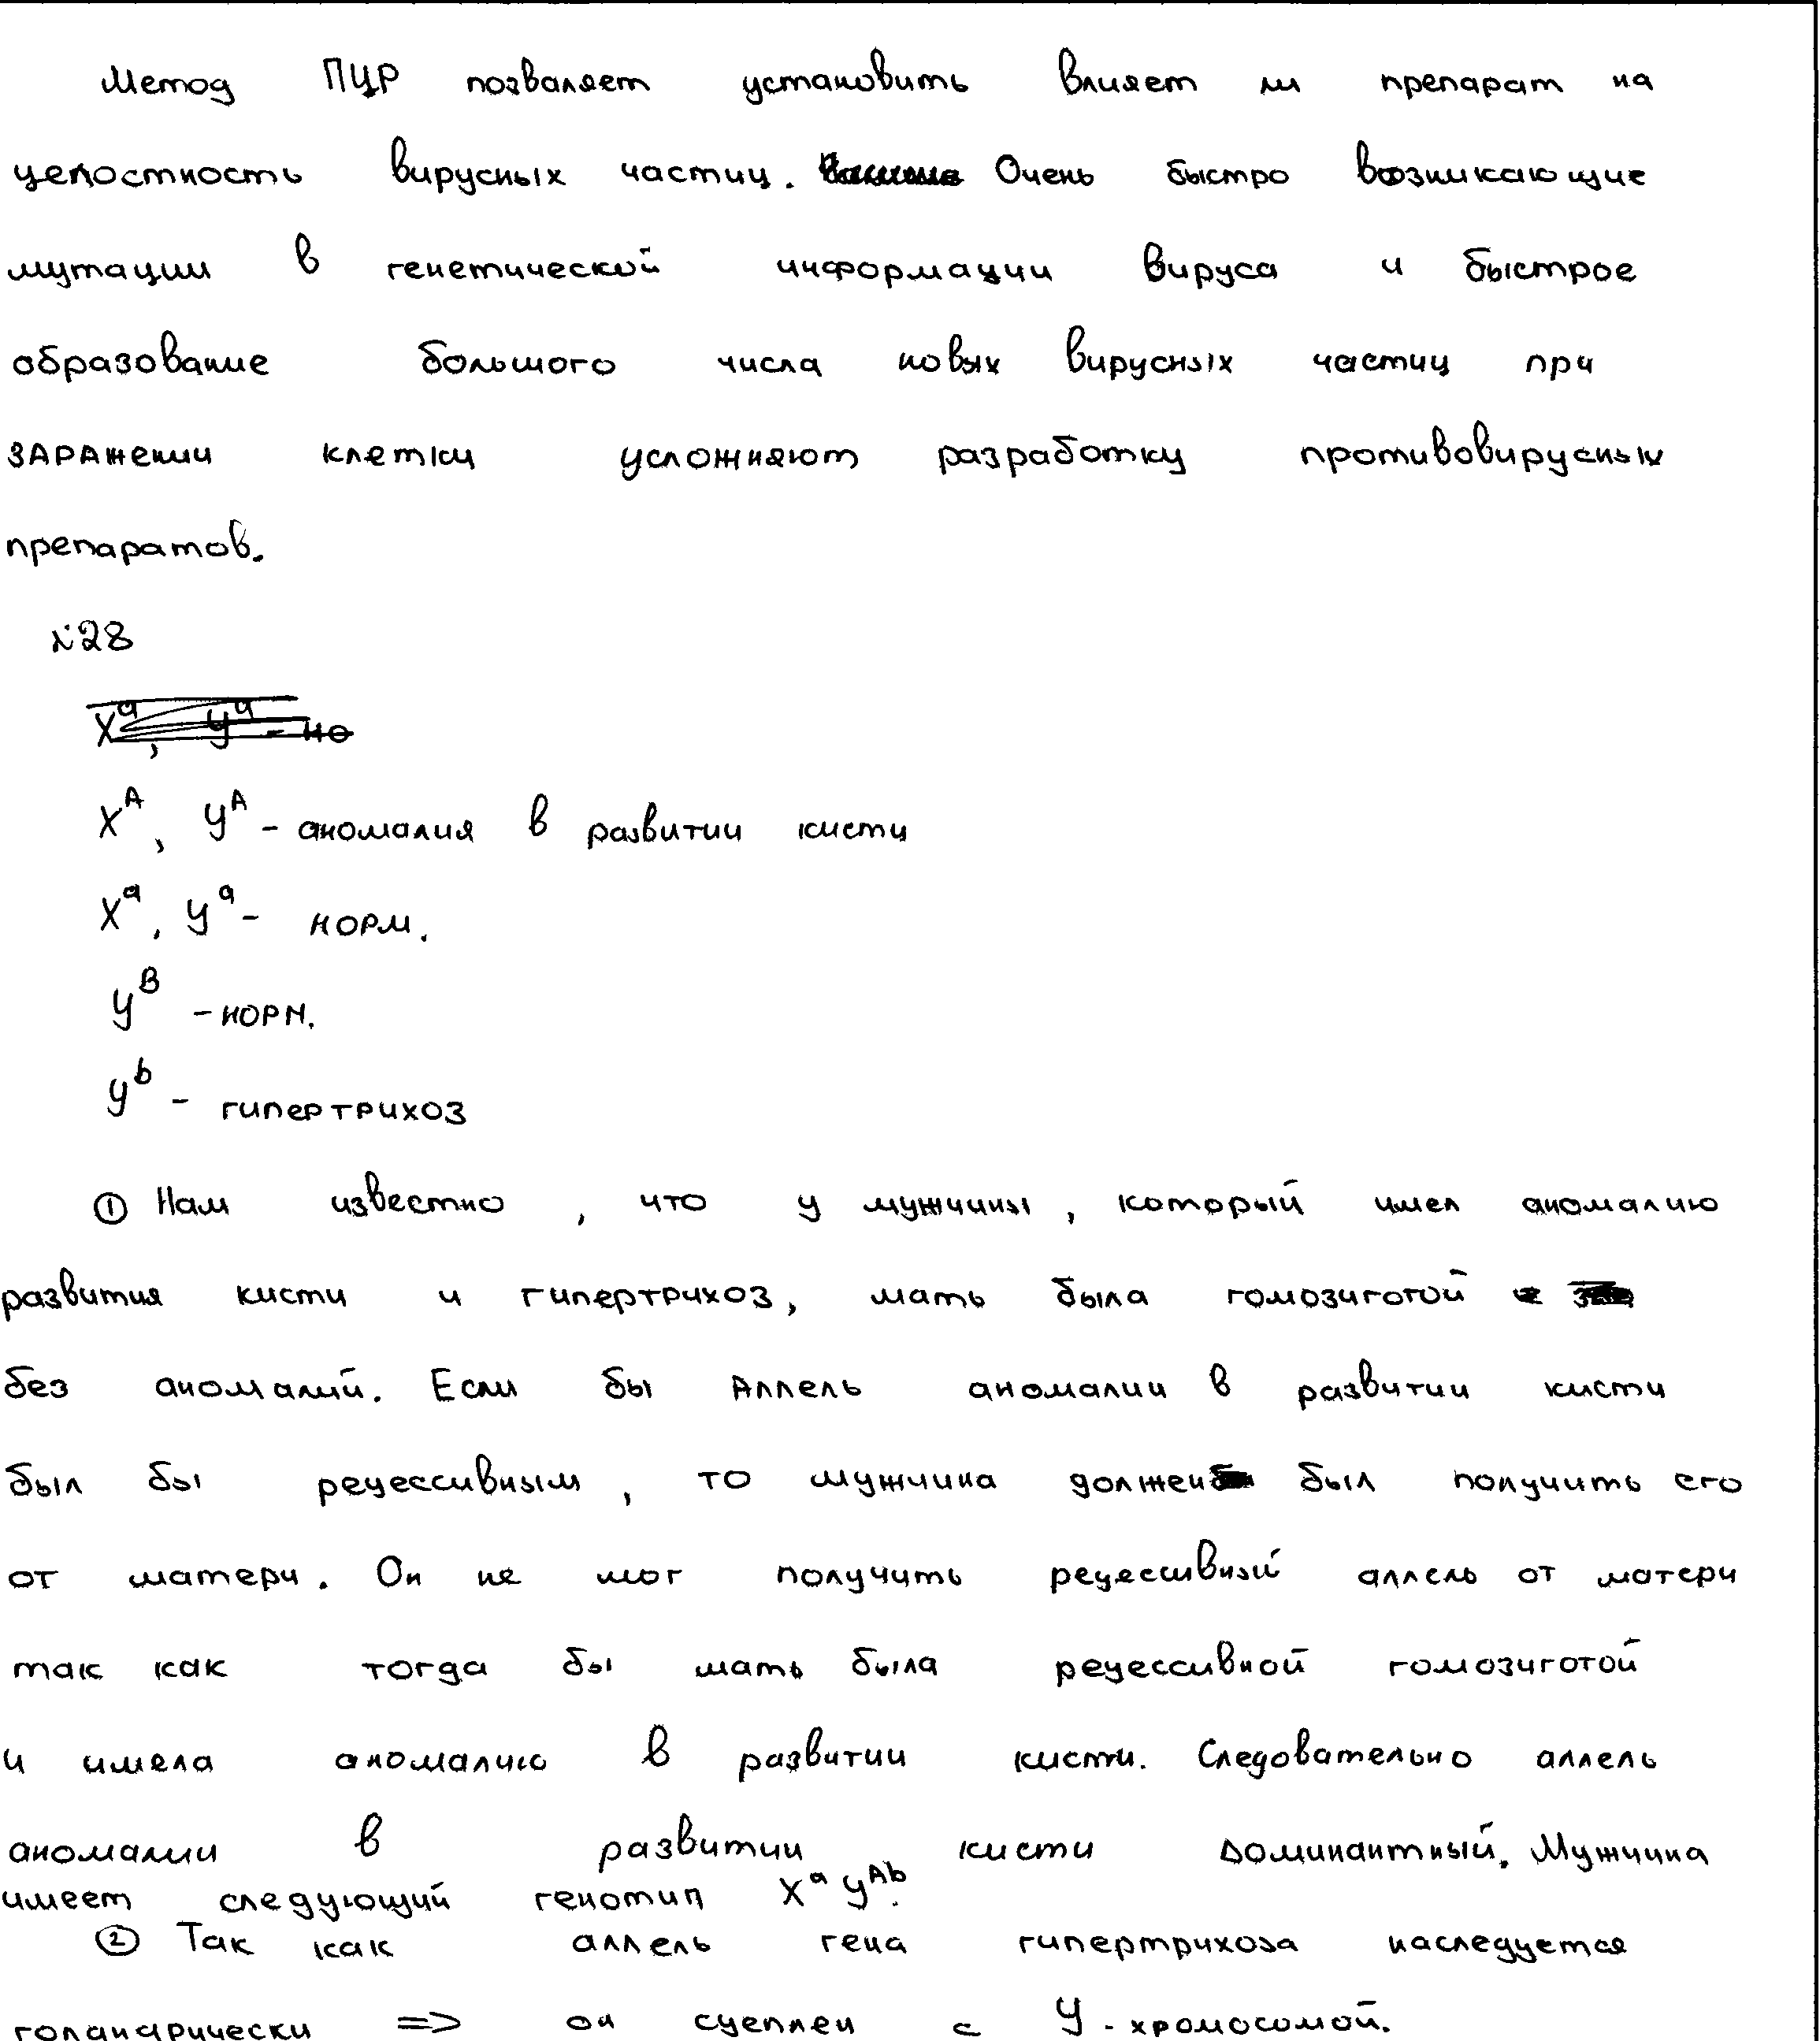 Метод ПЦР позваляет установить влияет ли препарат на
целостность вирусных частиц. Очень быстро возникающие
мутации в генетической информации вируса и быстрое
образование большого числа новых вирусных частиц при
заражении клетки усложняют разработку противовирусных
препаратов.
№28
X^a, У^a - но
X^A, У^A - аномалия в развитии кисти
X^a, У^a - норм.
У^B - норм.
У^b - гипертрихоз
① Нам известно, что у мужчины, который имел аномалию
развития кисти и гипертрихоз, мать была гомозиготой
без аномалий. Если бы аллель аномалии в развитии кисти
был бы рецессивным, то мужчина должен был получить его
от матери. Он не мог получить рецессивный аллель от матери
так как тогда бы мать была рецессивной гомозиготой
и имела аномалию в развитии кисти. Следовательно аллель
аномалии в развитии кисти доминантный. Мужчина
имеет следующий генотип X^a У^Ab.
② Так как аллель гена гипертрихоза наследуется
голандрически => он сцеплен с У-хромосомой.